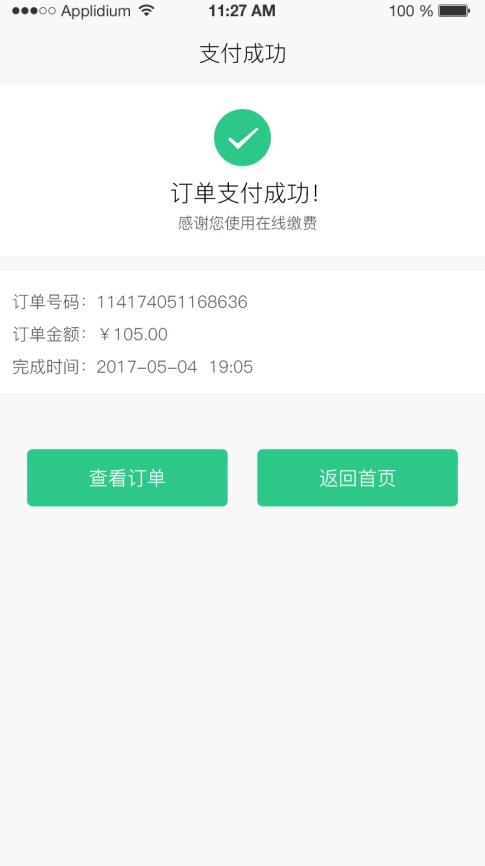 Applidium 11:27 AM 100 %
支付成功
订单支付成功!
感谢您使用在线缴费
订单号码: 114174051168636
订单金额: ￥105.00
完成时间: 2017-05-04 19:05
查看订单 返回首页